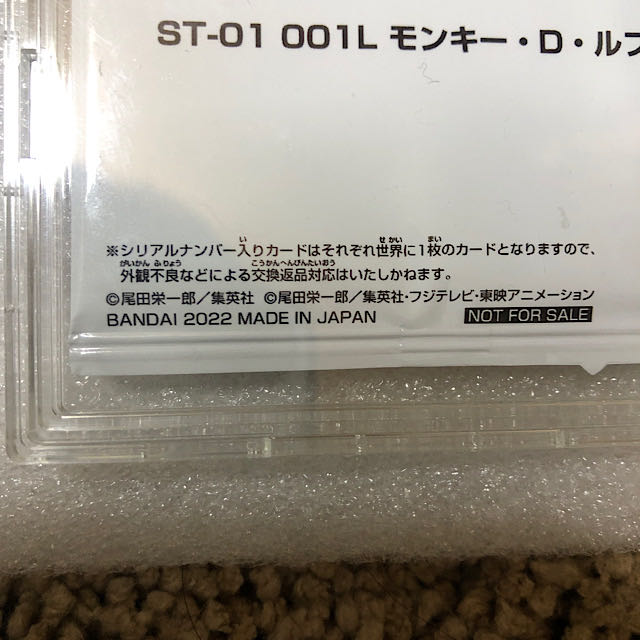 ST-01 001L モンキー・D・ルフ
※シリアルナンバー入りカードはそれぞれ世界に1枚のカードとなりますので、
外観不良などによる交換返品対応はいたしかねます。
©尾田栄一郎／集英社 ©尾田栄一郎／集英社・フジテレビ・東映アニメーション
BANDAI 2022 MADE IN JAPAN NOT FOR SALE